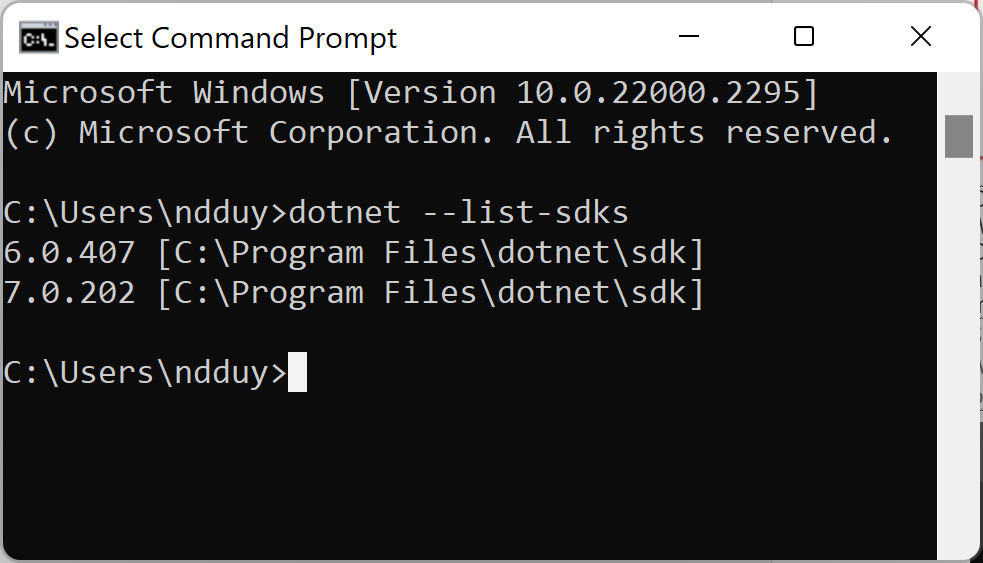 Select Command Prompt
Microsoft Windows [Version 10.0.22000.2295]
(c) Microsoft Corporation. All rights reserved.
C:\Users\ndduy>dotnet --list-sdks
6.0.407 [C:\Program Files\dotnet\sdk]
7.0.202 [C:\Program Files\dotnet\sdk]
C:\Users\ndduy>